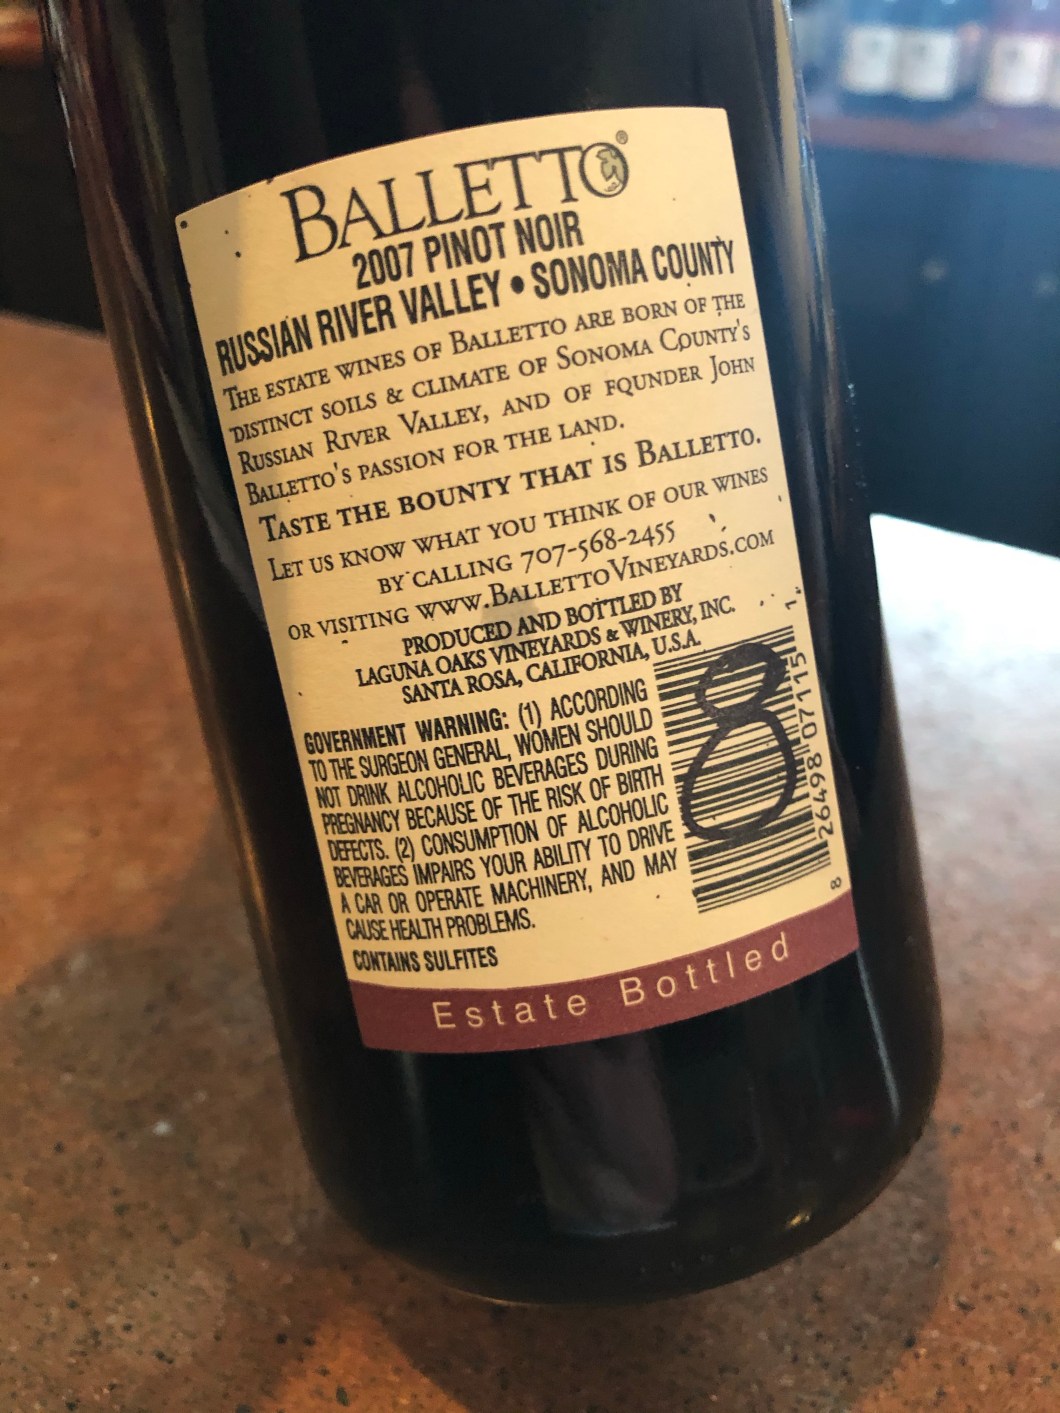 BALLETTO®
2007 PINOT NOIR
RUSSIAN RIVER VALLEY • SONOMA COUNTY
THE ESTATE WINES OF BALLETTO ARE BORN OF THE
DISTINCT SOILS & CLIMATE OF SONOMA COUNTY'S
RUSSIAN RIVER VALLEY, AND OF FOUNDER JOHN
BALLETTO'S PASSION FOR THE LAND.
TASTE THE BOUNTY THAT IS BALLETTO.
LET US KNOW WHAT YOU THINK OF OUR WINES
BY CALLING 707-568-2455
OR VISITING WWW.BALLETTOVINEYARDS.COM
PRODUCED AND BOTTLED BY
LAGUNA OAKS VINEYARDS & WINERY, INC.
SANTA ROSA, CALIFORNIA, U.S.A.
GOVERNMENT WARNING: (1) ACCORDING
TO THE SURGEON GENERAL, WOMEN SHOULD
NOT DRINK ALCOHOLIC BEVERAGES DURING
PREGNANCY BECAUSE OF THE RISK OF BIRTH
DEFECTS. (2) CONSUMPTION OF ALCOHOLIC
BEVERAGES IMPAIRS YOUR ABILITY TO DRIVE
A CAR OR OPERATE MACHINERY, AND MAY
CAUSE HEALTH PROBLEMS.
CONTAINS SULFITES
8 26498 07115 1
8
Estate Bottled